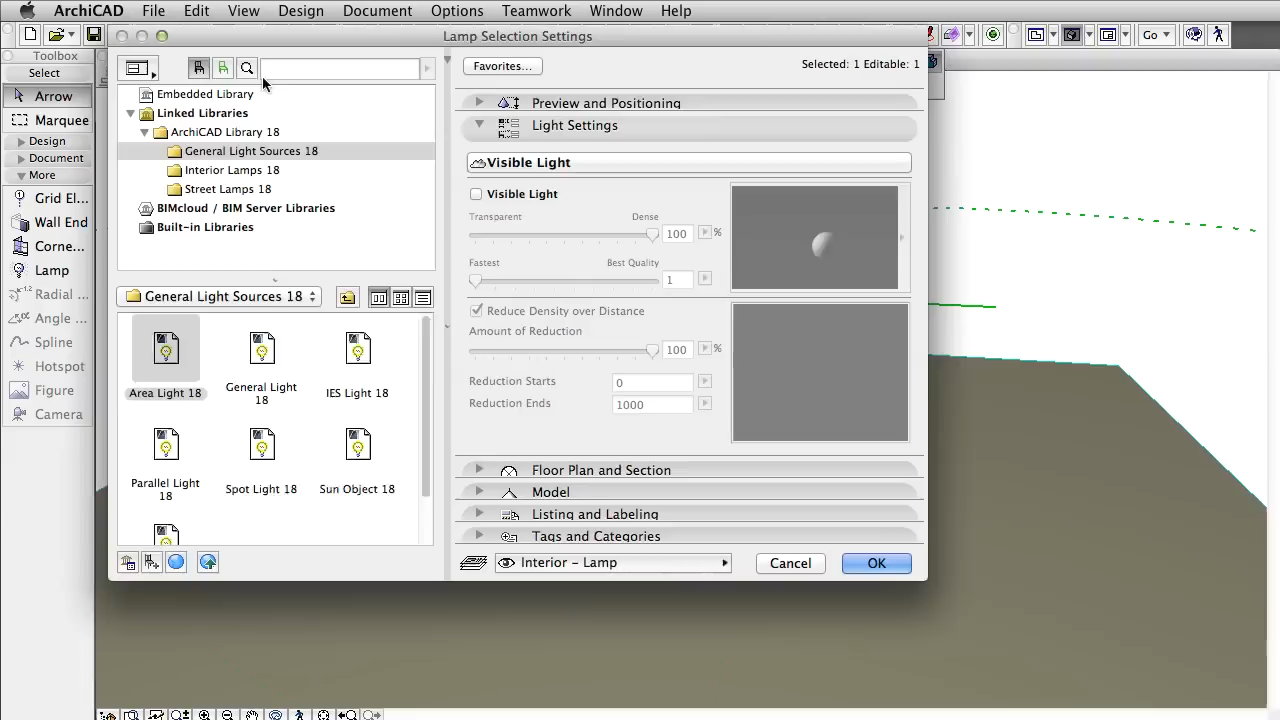 ArchiCAD File Edit View Design Document Options Teamwork Window Help
Lamp Selection Settings
Go
Toolbox
Select
Arrow
Marquee
Design
Document
More
Grid El...
Wall End
Corne...
Lamp
Radial ...
Angle ...
Spline
Hotspot
Figure
Camera
Embedded Library
Linked Libraries
ArchiCAD Library 18
General Light Sources 18
Interior Lamps 18
Street Lamps 18
BIMcloud / BIM Server Libraries
Built-in Libraries
General Light Sources 18
Area Light 18
General Light
18
IES Light 18
Parallel Light
18
Spot Light 18
Sun Object 18
Favorites...
Selected: 1 Editable: 1
Preview and Positioning
Light Settings
Visible Light
Visible Light
Transparent Dense
100 %
Fastest Best Quality
1
Reduce Density over Distance
Amount of Reduction
100 %
Reduction Starts 0
Reduction Ends 1000
Floor Plan and Section
Model
Listing and Labeling
Tags and Categories
Interior - Lamp
Cancel
OK